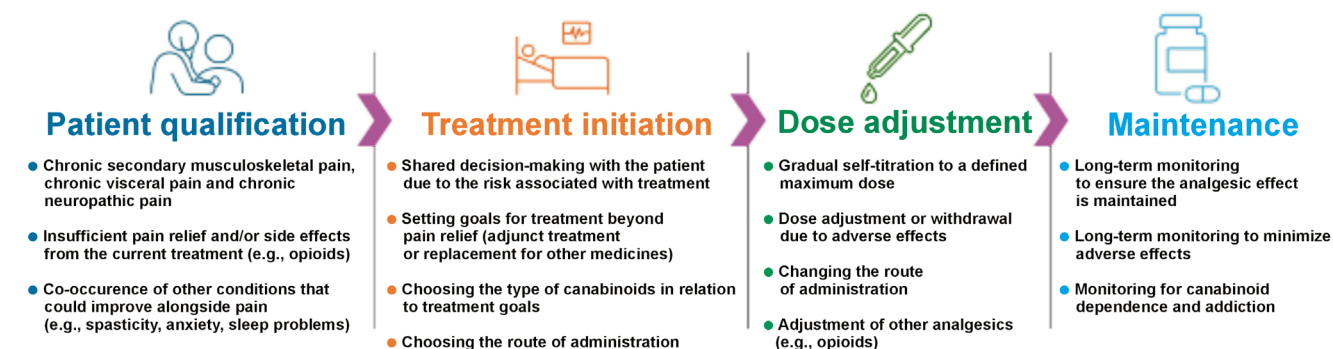 Patient qualification
Chronic secondary musculoskeletal pain,
chronic visceral pain and chronic
neuropathic pain
Insufficient pain relief and/or side effects
from the current treatment (e.g., opioids)
Co-occurence of other conditions that
could improve alongside pain
(e.g., spasticity, anxiety, sleep problems)
Treatment initiation
Shared decision-making with the patient
due to the risk associated with treatment
Setting goals for treatment beyond
pain relief (adjunct treatment
or replacement for other medicines)
Choosing the type of canabinoids in relation
to treatment goals
Choosing the route of administration
Dose adjustment
Gradual self-titration to a defined
maximum dose
Dose adjustment or withdrawal
due to adverse effects
Changing the route
of administration
Adjustment of other analgesics
(e.g., opioids)
Maintenance
Long-term monitoring
to ensure the analgesic effect
is maintained
Long-term monitoring to minimize
adverse effects
Monitoring for canabinoid
dependence and addiction